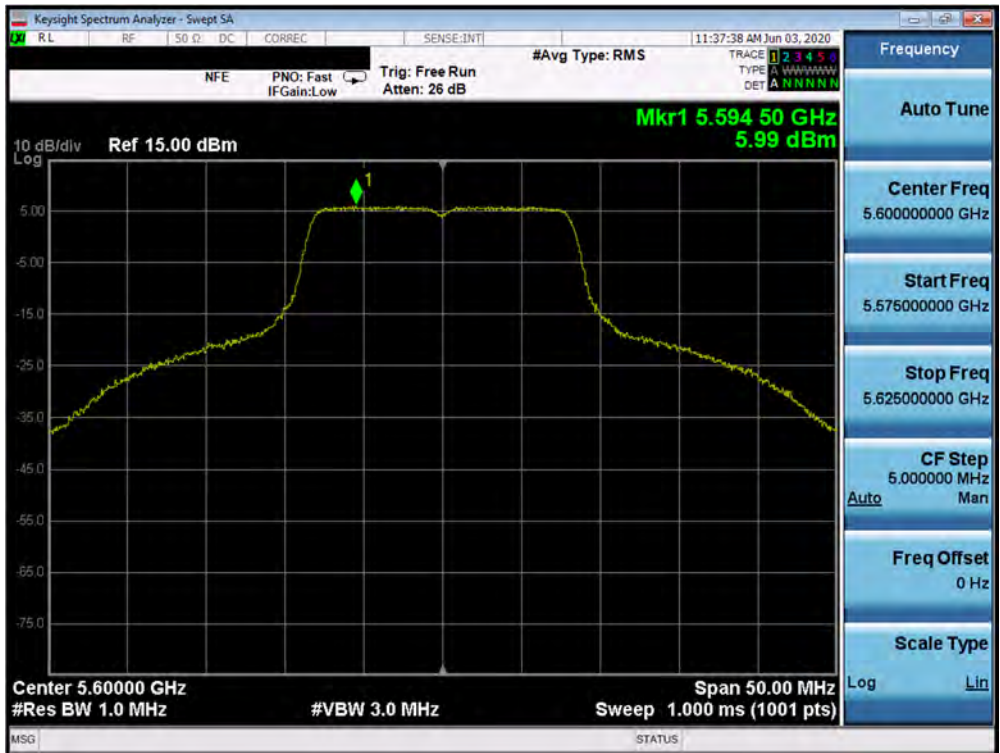 Keysight Spectrum Analyzer - Swept SA
LXI RL RF 50 Ω DC CORREC SENSE:INT 11:37:38 AM Jun 03, 2020
NFE PNO: Fast Trig: Free Run #Avg Type: RMS TRACE 1 2 3 4 5 6
IFGain:Low Atten: 26 dB TYPE A WWWWW
DET A N N N N N
Mkr1 5.594 50 GHz
5.99 dBm
10 dB/div Ref 15.00 dBm
Log
1
5.00
-5.00
-15.0
-25.0
-35.0
-45.0
-55.0
-65.0
-75.0
Center 5.60000 GHz Span 50.00 MHz
#Res BW 1.0 MHz #VBW 3.0 MHz Sweep 1.000 ms (1001 pts)
MSG STATUS
Frequency
Auto Tune
Center Freq
5.600000000 GHz
Start Freq
5.575000000 GHz
Stop Freq
5.625000000 GHz
CF Step
5.000000 MHz
Auto Man
Freq Offset
0 Hz
Scale Type
Log Lin